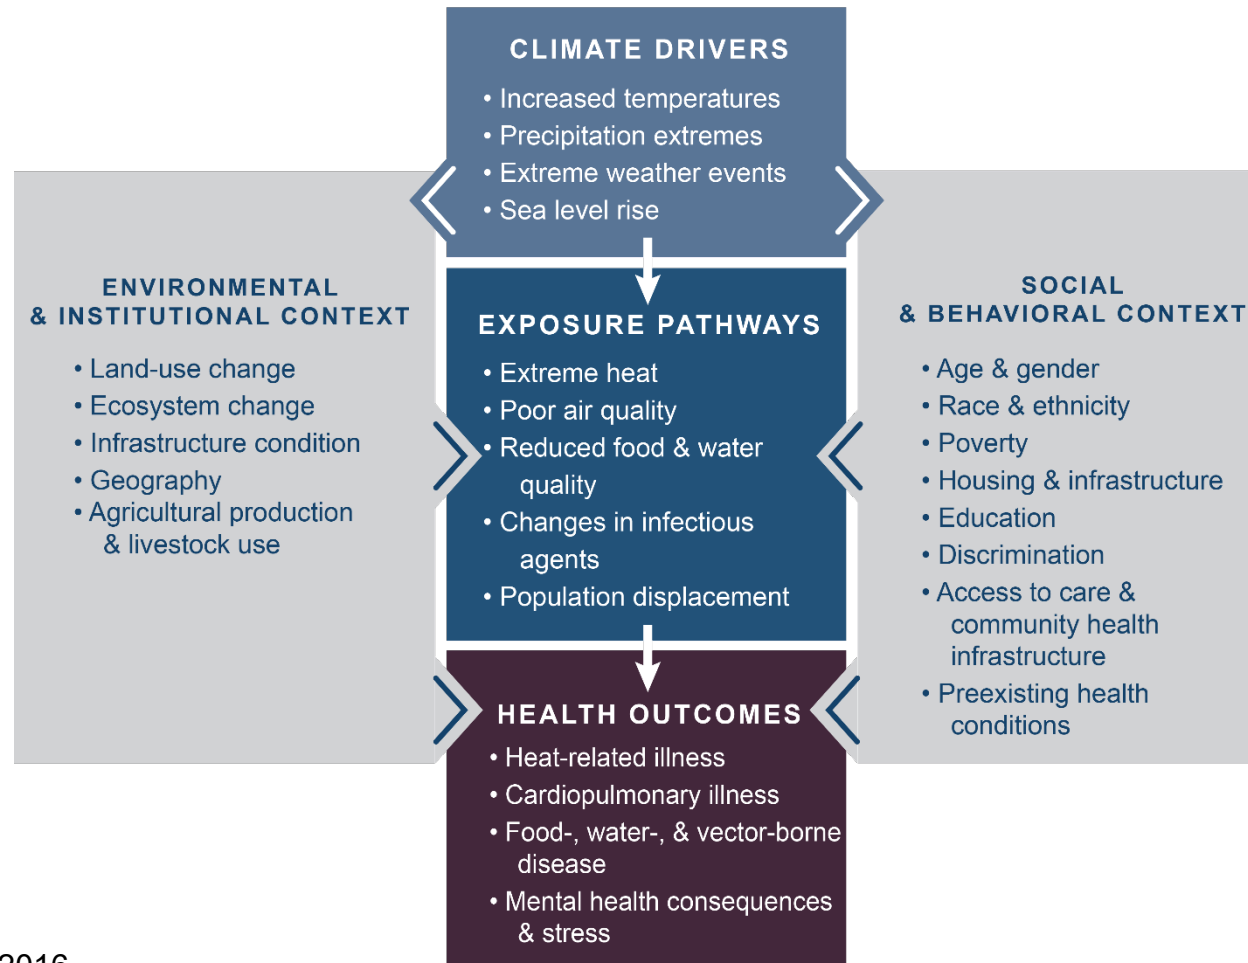 CLIMATE DRIVERS
• Increased temperatures
• Precipitation extremes
• Extreme weather events
• Sea level rise
ENVIRONMENTAL
& INSTITUTIONAL CONTEXT
• Land-use change
• Ecosystem change
• Infrastructure condition
• Geography
• Agricultural production
& livestock use
EXPOSURE PATHWAYS
• Extreme heat
• Poor air quality
• Reduced food & water
quality
• Changes in infectious
agents
• Population displacement
SOCIAL
& BEHAVIORAL CONTEXT
• Age & gender
• Race & ethnicity
• Poverty
• Housing & infrastructure
• Education
• Discrimination
• Access to care &
community health
infrastructure
• Preexisting health
conditions
HEALTH OUTCOMES
• Heat-related illness
• Cardiopulmonary illness
• Food-, water-, & vector-borne
disease
• Mental health consequences
& stress
2016